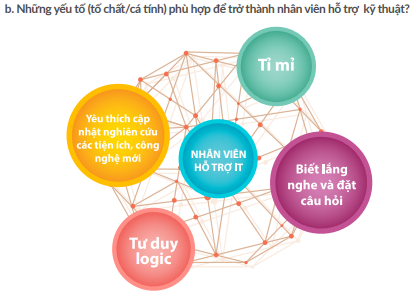 b. Những yếu tố (tố chất/cá tính) phù hợp để trở thành nhân viên hỗ trợ kỹ thuật?
Tỉ mỉ
Yêu thích cập
nhật nghiên cứu
các tiện ích, công
nghệ mới
NHÂN VIÊN
HỖ TRỢ IT
Biết lắng
nghe và đặt
câu hỏi
Tư duy
logic